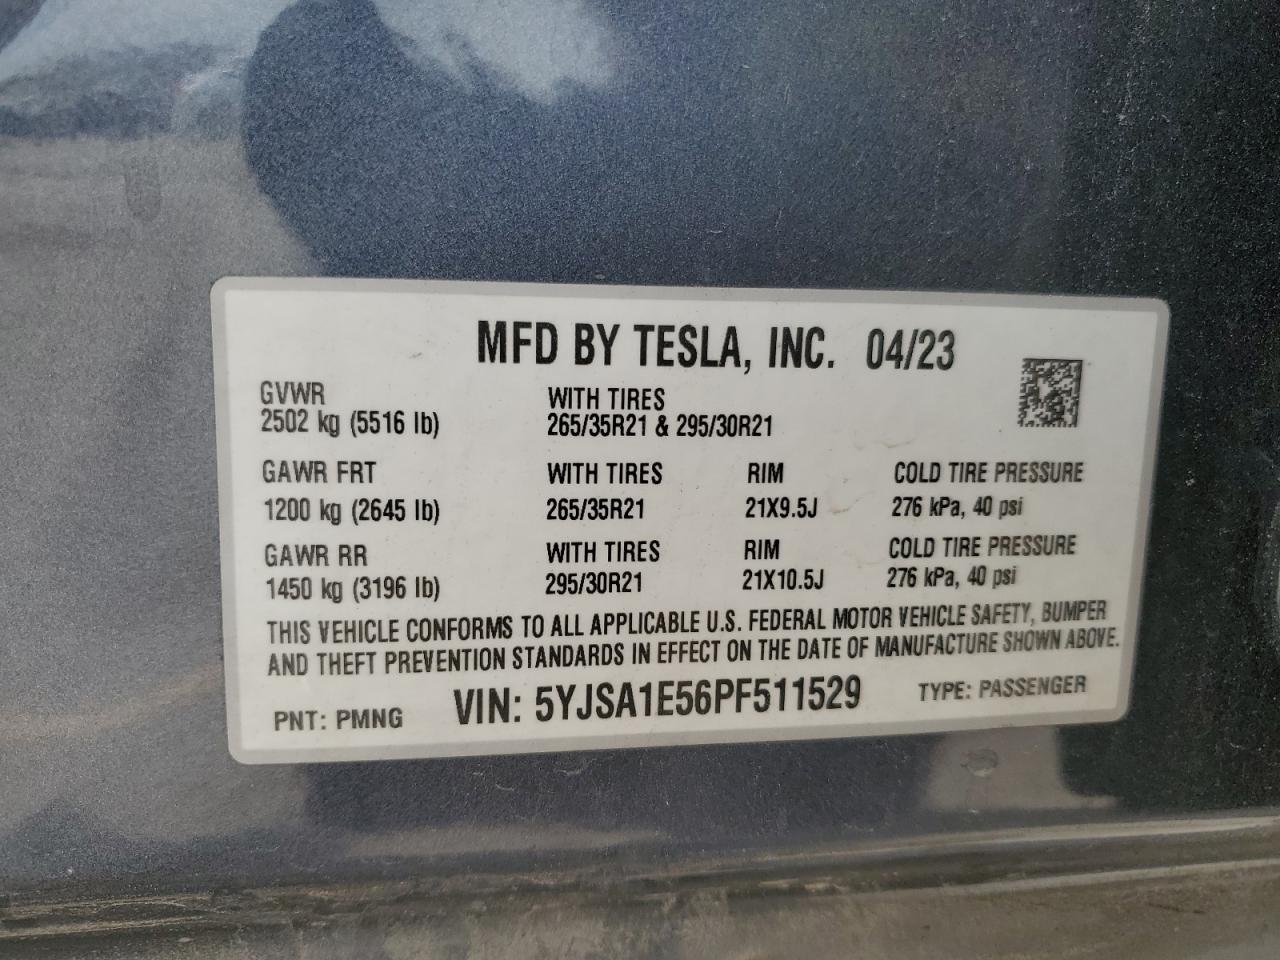 MFD BY TESLA, INC. 04/23
GVWR WITH TIRES
2502 kg (5516 lb) 265/35R21 & 295/30R21
GAWR FRT WITH TIRES RIM COLD TIRE PRESSURE
1200 kg (2645 lb) 265/35R21 21X9.5J 276 kPa, 40 psi
GAWR RR WITH TIRES RIM COLD TIRE PRESSURE
1450 kg (3196 lb) 295/30R21 21X10.5J 276 kPa, 40 psi
THIS VEHICLE CONFORMS TO ALL APPLICABLE U.S. FEDERAL MOTOR VEHICLE SAFETY, BUMPER
AND THEFT PREVENTION STANDARDS IN EFFECT ON THE DATE OF MANUFACTURE SHOWN ABOVE.
PNT: PMNG VIN: 5YJSA1E56PF511529 TYPE: PASSENGER